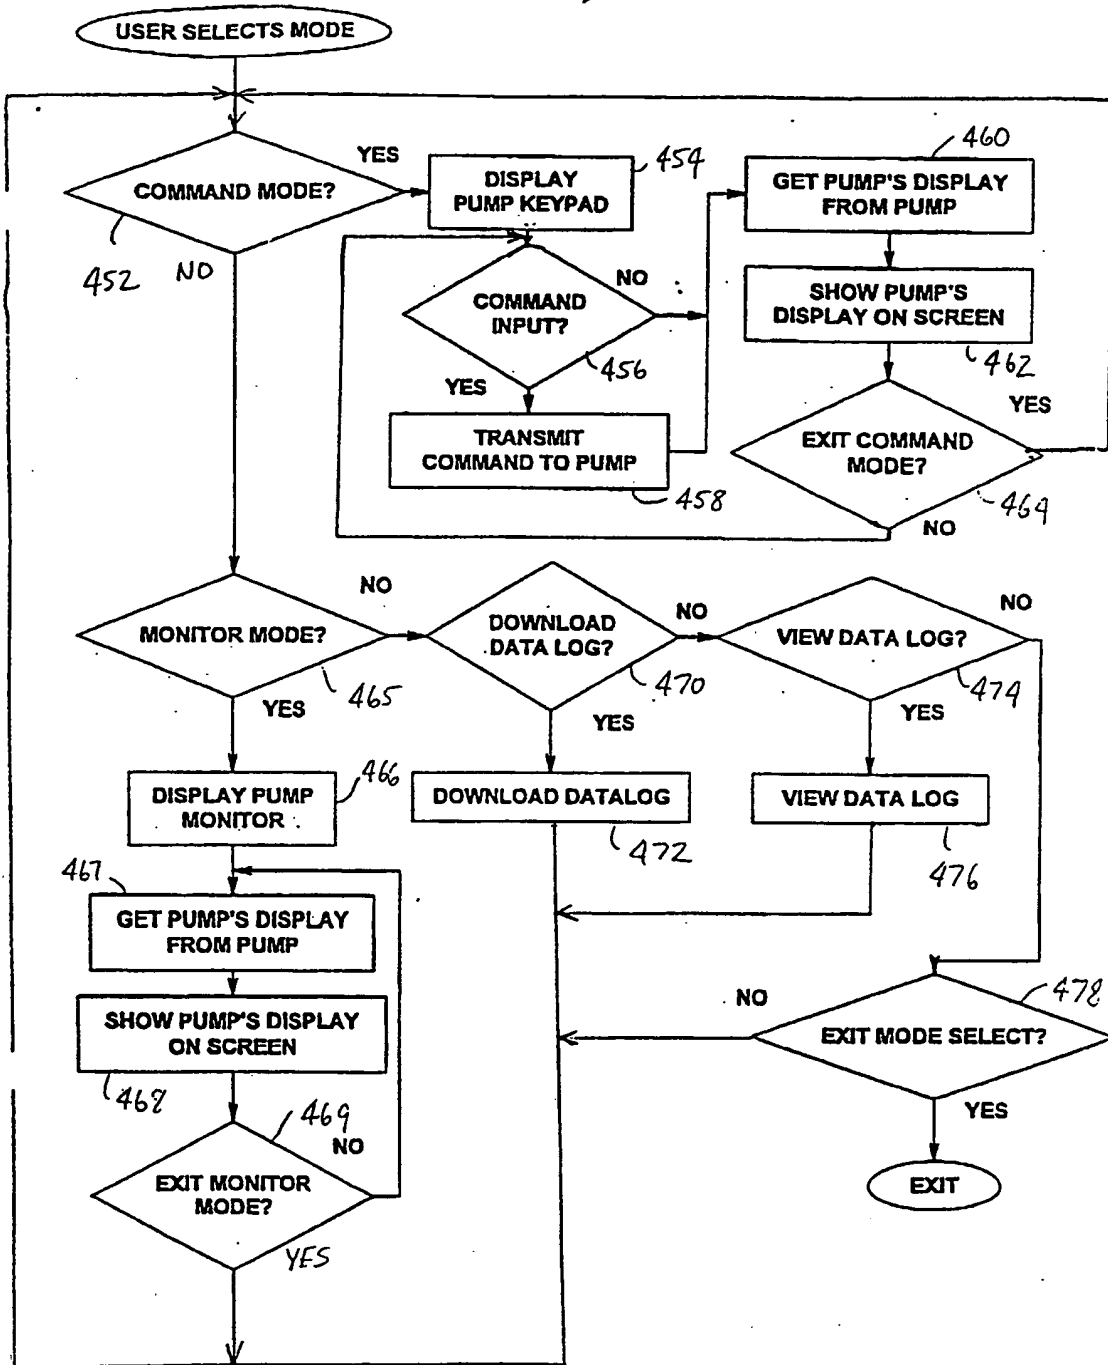 USER SELECTS MODE
COMMAND MODE?
YES
452
NO
DISPLAY
PUMP KEYPAD
454
COMMAND
INPUT?
NO
456
YES
TRANSMIT
COMMAND TO PUMP
458
GET PUMP'S DISPLAY
FROM PUMP
460
SHOW PUMP'S
DISPLAY ON SCREEN
462
EXIT COMMAND
MODE?
YES
464
NO
MONITOR MODE?
NO
465
YES
DOWNLOAD
DATA LOG?
NO
470
YES
VIEW DATA LOG?
NO
474
YES
DISPLAY PUMP
MONITOR
466
DOWNLOAD DATALOG
472
VIEW DATA LOG
476
467
GET PUMP'S DISPLAY
FROM PUMP
SHOW PUMP'S DISPLAY
ON SCREEN
468
EXIT MONITOR
MODE?
469
NO
YES
EXIT MODE SELECT?
NO
478
YES
EXIT